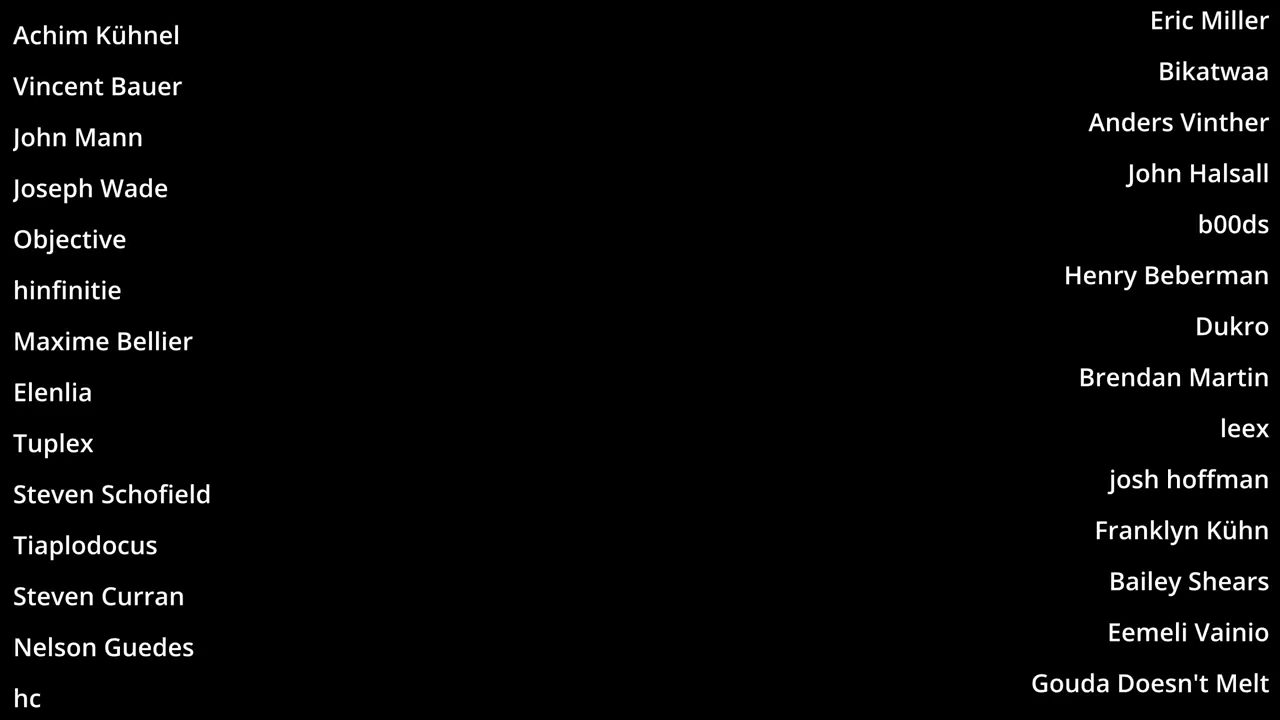 Achim Kühnel
Vincent Bauer
John Mann
Joseph Wade
Objective
hinfinitie
Maxime Bellier
Elenlia
Tuplex
Steven Schofield
Tiaplodocus
Steven Curran
Nelson Guedes
hc
Eric Miller
Bikatwaa
Anders Vinther
John Halsall
b00ds
Henry Beberman
Dukro
Brendan Martin
leex
josh hoffman
Franklyn Kühn
Bailey Shears
Eemeli Vainio
Gouda Doesn't Melt